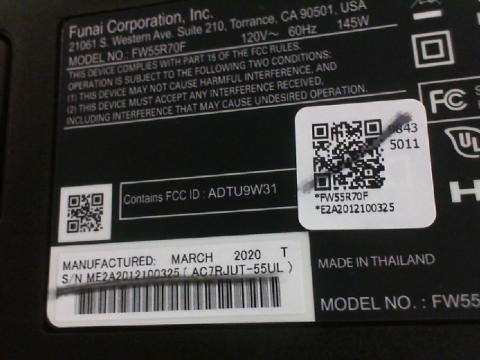 Funai Corporation, Inc.
21061 S. Western Ave. Suite 210, Torrance, CA 90501, USA
MODEL NO : FW55R70F 120V~ 60Hz 145W
THIS DEVICE COMPLIES WITH PART 15 OF THE FCC RULES.
OPERATION IS SUBJECT TO THE FOLLOWING TWO CONDITIONS:
(1) THIS DEVICE MAY NOT CAUSE HARMFUL INTERFERENCE, AND
(2) THIS DEVICE MUST ACCEPT ANY INTERFERENCE RECEIVED,
INCLUDING INTERFERENCE THAT MAY CAUSE UNDESIRED OPERATION.
FC
UL
843
5011
*FW55R70F
*E2A2012100325
Contains FCC ID : ADTU9W31
MANUFACTURED: MARCH 2020 T
S/N ME2A2012100325 ( AC7RJUT-55UL )
MADE IN THAILAND
MODEL NO. : FW55